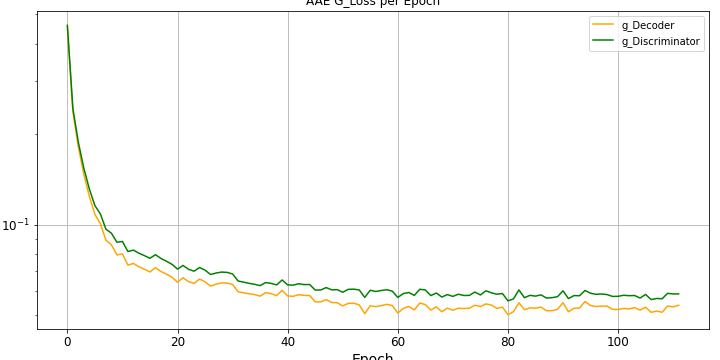 AAE G_Loss per Epoch
g_Decoder
g_Discriminator
10⁻¹
0 20 40 60 80 100
Epoch